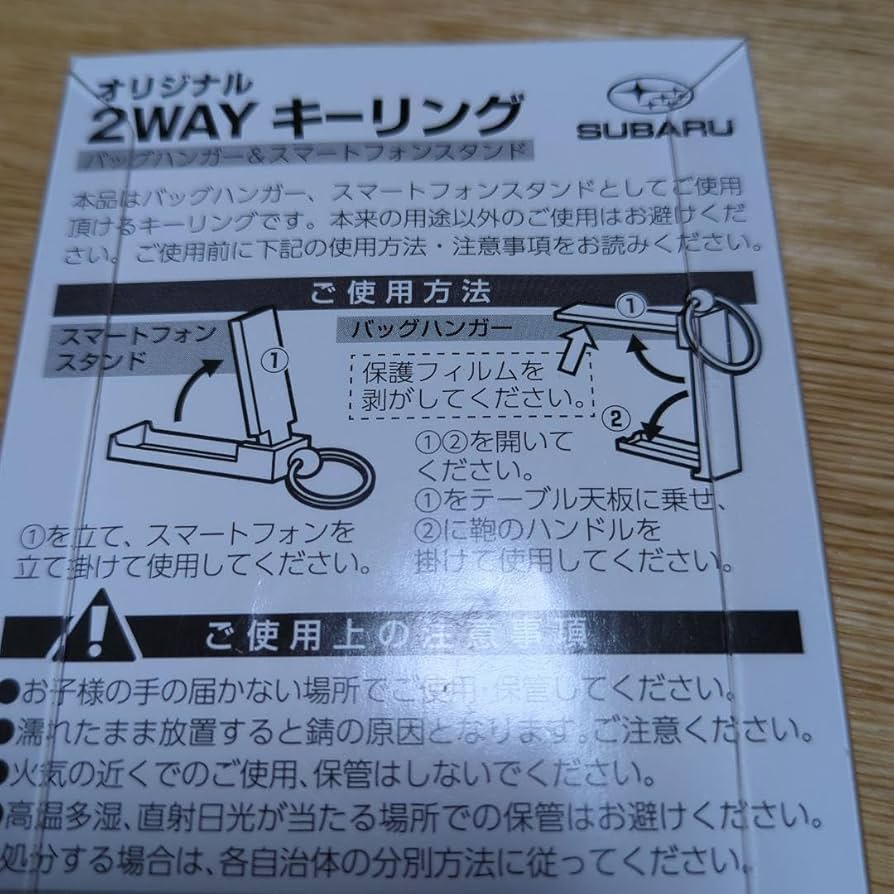 オリジナル
2WAY キーリング
バッグハンガー&スマートフォンスタンド
SUBARU
本品はバッグハンガー、スマートフォンスタンドとしてご使用
頂けるキーリングです。本来の用途以外のご使用はお避けくだ
さい。ご使用前に下記の使用方法・注意事項をお読みください。
ご使用方法
スマートフォン
スタンド
①
①を立て、スマートフォンを
立て掛けて使用してください。
バッグハンガー
①
保護フィルムを
剥がしてください。
②
①②を開いて
ください。
①をテーブル天板に乗せ、
②に鞄のハンドルを
掛けて使用してください。
ご使用上の注意事項
●お子様の手の届かない場所でご使用・保管してください。
●濡れたまま放置すると錆の原因となります。ご注意ください。
●火気の近くでのご使用、保管はしないでください。
●高温多湿、直射日光が当たる場所での保管はお避けください。
処分する場合は、各自治体の分別方法に従ってください。